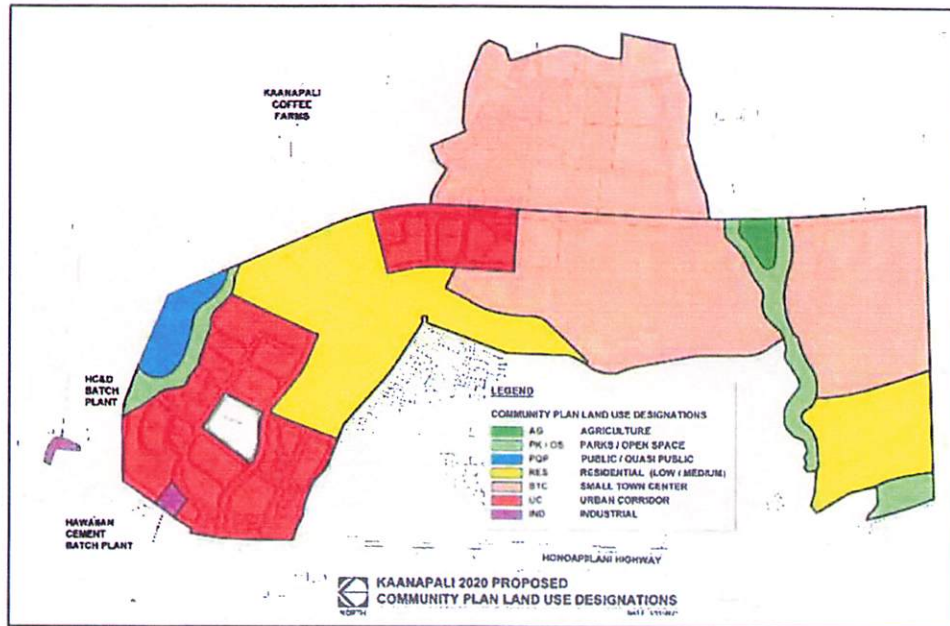 KAANAPALI
COFFEE
FARMS
HC&D
BATCH
PLANT
HAWAIIAN
CEMENT
BATCH PLANT
LEGEND
COMMUNITY PLAN LAND USE DESIGNATIONS
AG AGRICULTURE
PK / OS PARKS / OPEN SPACE
PQP PUBLIC / QUASI PUBLIC
RES RESIDENTIAL (LOW / MEDIUM)
STC SMALL TOWN CENTER
UC URBAN CORRIDOR
IND INDUSTRIAL
HONOAPIILANI HIGHWAY
KAANAPALI 2020 PROPOSED
COMMUNITY PLAN LAND USE DESIGNATIONS
NORTH